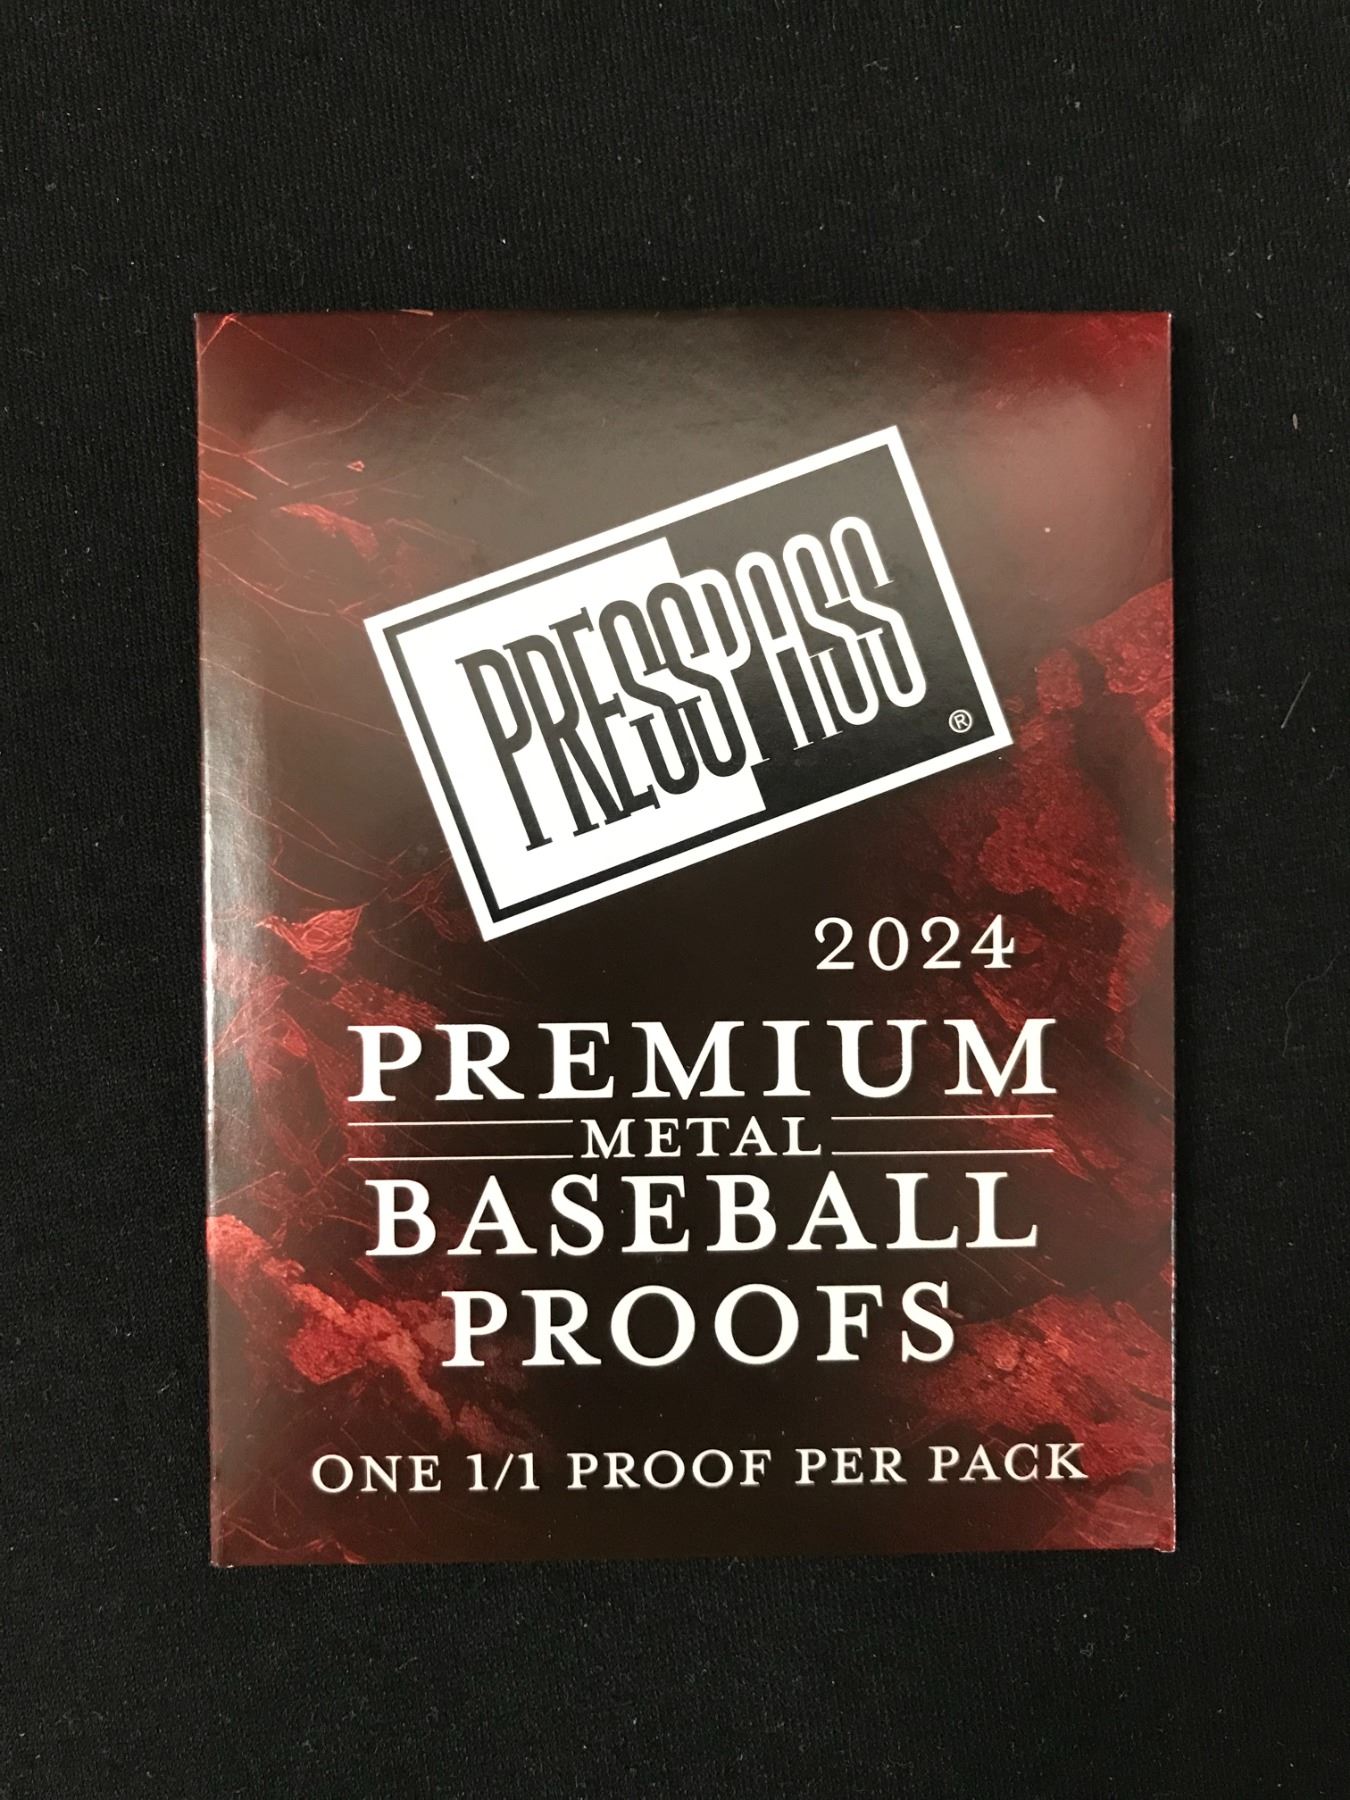 PRESSPASS
®
2024
PREMIUM
METAL
BASEBALL
PROOFS
ONE 1/1 PROOF PER PACK